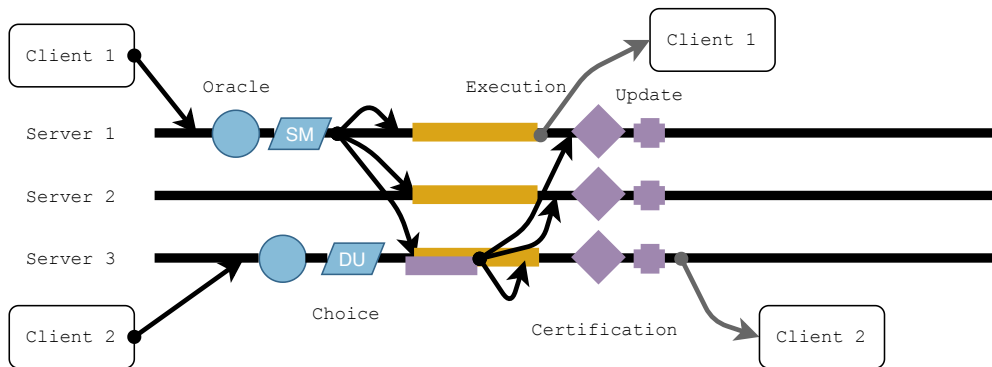 Client 1
Client 1
Oracle
Execution
Update
Server 1
SM
Server 2
Server 3
DU
Choice
Certification
Client 2
Client 2